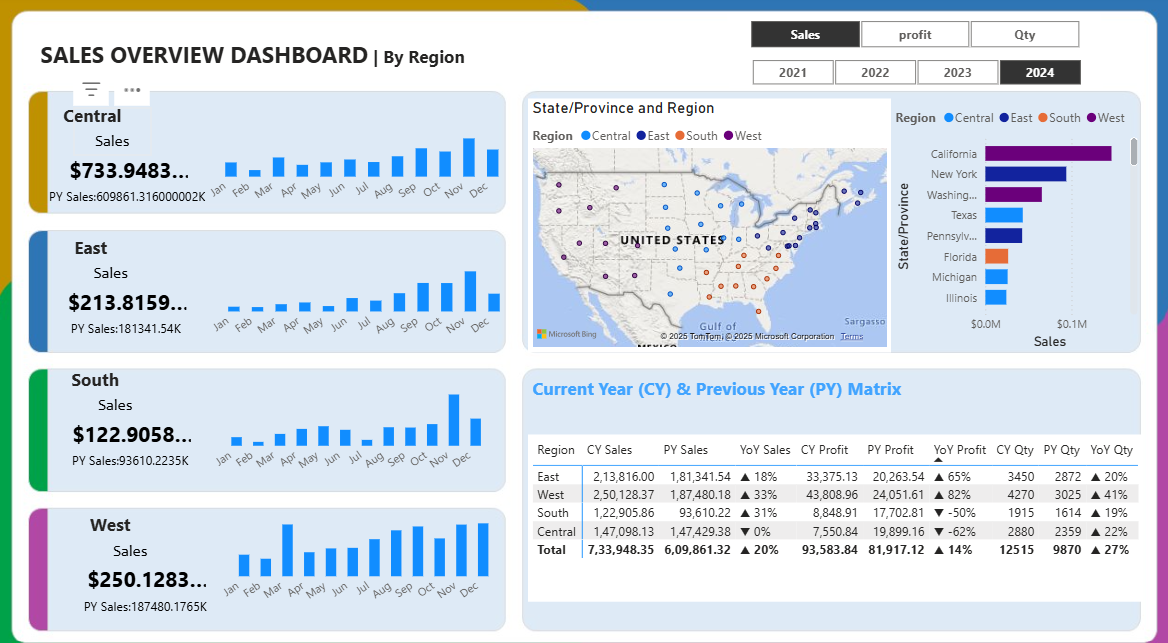 SALES OVERVIEW DASHBOARD | By Region
Sales profit Qty
2021 2022 2023 2024
Central
Sales
$733.9483...
PY Sales:609861.316000002K
Jan Feb Mar Apr May Jun Jul Aug Sep Oct Nov Dec
East
Sales
$213.8159...
PY Sales:181341.54K
Jan Feb Mar Apr May Jun Jul Aug Sep Oct Nov Dec
South
Sales
$122.9058...
PY Sales:93610.2235K
Jan Feb Mar Apr May Jun Jul Aug Sep Oct Nov Dec
West
Sales
$250.1283...
PY Sales:187480.1765K
Jan Feb Mar Apr May Jun Jul Aug Sep Oct Nov Dec
State/Province and Region
Region Central East South West
UNITED STATES
Gulf of
Sargasso
MEXICO
Microsoft Bing
© 2025 TomTom, © 2025 Microsoft Corporation Terms
Region Central East South West
State/Province
California
New York
Washing...
Texas
Pennsylv...
Florida
Michigan
Illinois
$0.0M $0.1M
Sales
Current Year (CY) & Previous Year (PY) Matrix
Region CY Sales PY Sales YoY Sales CY Profit PY Profit YoY Profit CY Qty PY Qty YoY Qty
East 2,13,816.00 1,81,341.54 ▲ 18% 33,375.13 20,263.54 ▲ 65% 3450 2872 ▲ 20%
West 2,50,128.37 1,87,480.18 ▲ 33% 43,808.96 24,051.61 ▲ 82% 4270 3025 ▲ 41%
South 1,22,905.86 93,610.22 ▲ 31% 8,848.91 17,702.81 ▼ -50% 1915 1614 ▲ 19%
Central 1,47,098.13 1,47,429.38 ▼ 0% 7,550.84 19,899.16 ▼ -62% 2880 2359 ▲ 22%
Total 7,33,948.35 6,09,861.32 ▲ 20% 93,583.84 81,917.12 ▲ 14% 12515 9870 ▲ 27%